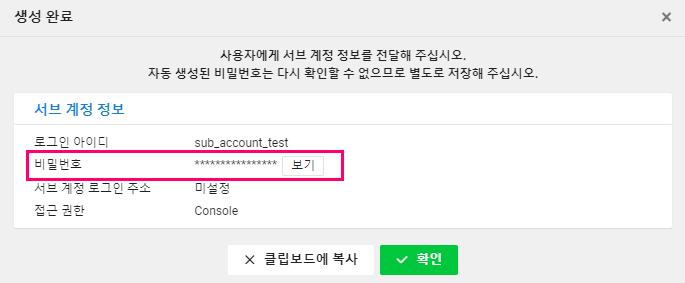 생성 완료
사용자에게 서브 계정 정보를 전달해 주십시오.
자동 생성된 비밀번호는 다시 확인할 수 없으므로 별도로 저장해 주십시오.
서브 계정 정보
로그인 아이디 sub_account_test
비밀번호 **************** 보기
서브 계정 로그인 주소 미설정
접근 권한 Console
클립보드에 복사 확인